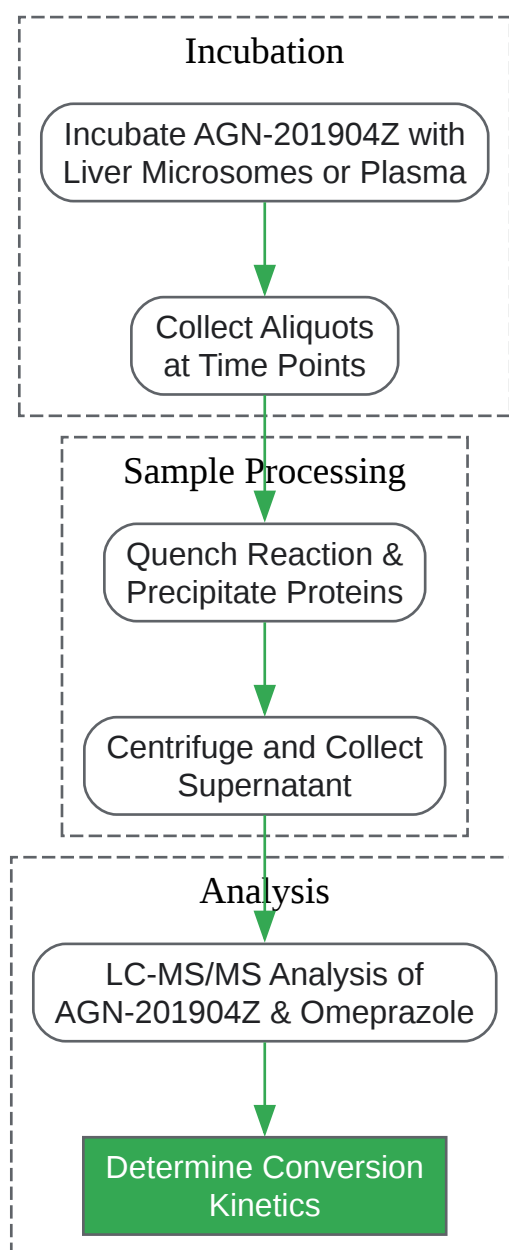 Incubation
Incubate AGN-201904Z with
Liver Microsomes or Plasma
Collect Aliquots
at Time Points
Sample Processing
Quench Reaction &
Precipitate Proteins
Centrifuge and Collect
Supernatant
Analysis
LC-MS/MS Analysis of
AGN-201904Z & Omeprazole
Determine Conversion
Kinetics